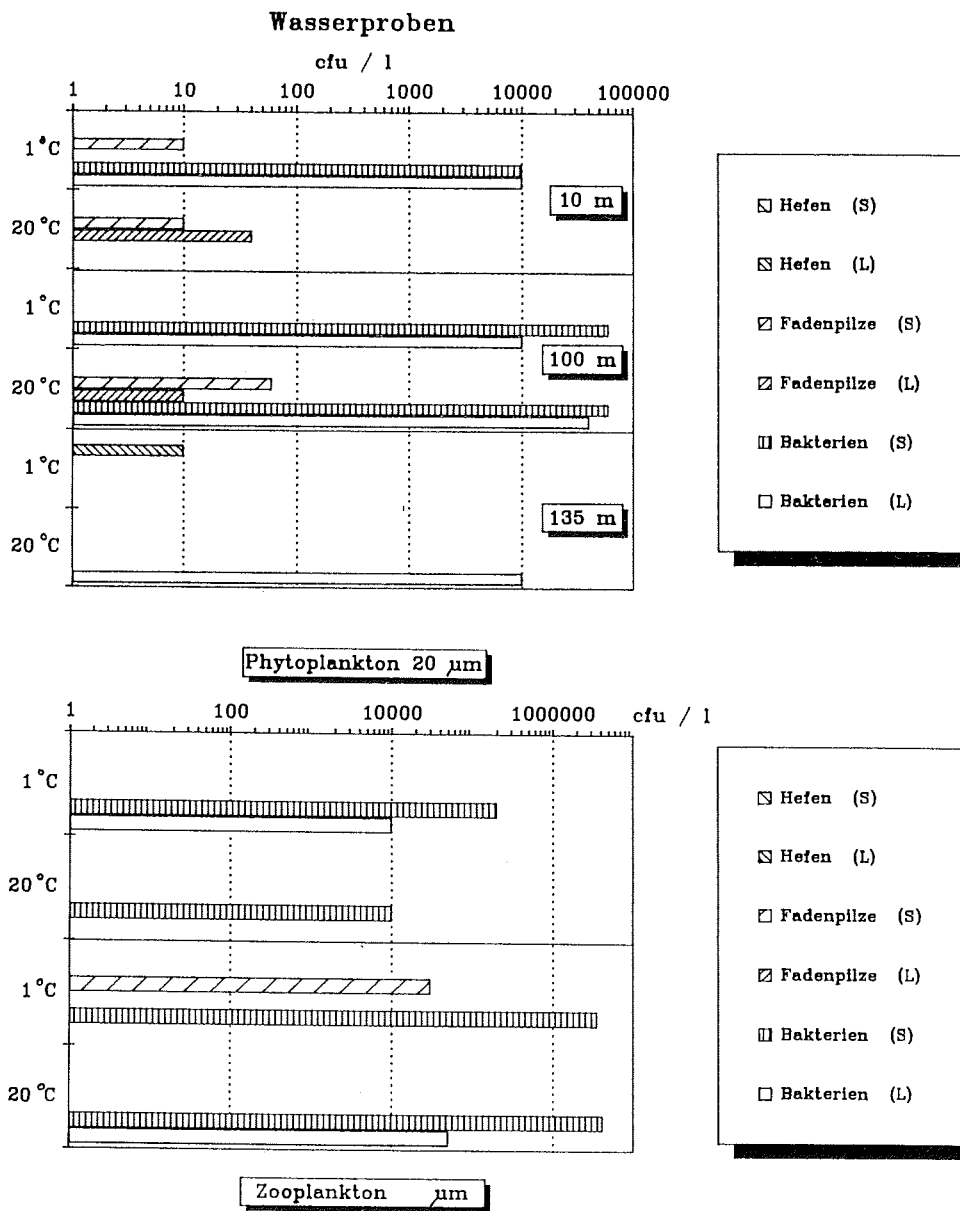 Wasserproben
cfu / l
1 10 100 1000 10000 100000
1°C
10 m
20°C
1°C
100 m
20°C
1°C
135 m
20°C
Hefen (S)
Hefen (L)
Fadenpilze (S)
Fadenpilze (L)
Bakterien (S)
Bakterien (L)
Phytoplankton 20 µm
1 100 10000 1000000 cfu / l
1°C
20°C
1°C
20°C
Hefen (S)
Hefen (L)
Fadenpilze (S)
Fadenpilze (L)
Bakterien (S)
Bakterien (L)
Zooplankton µm